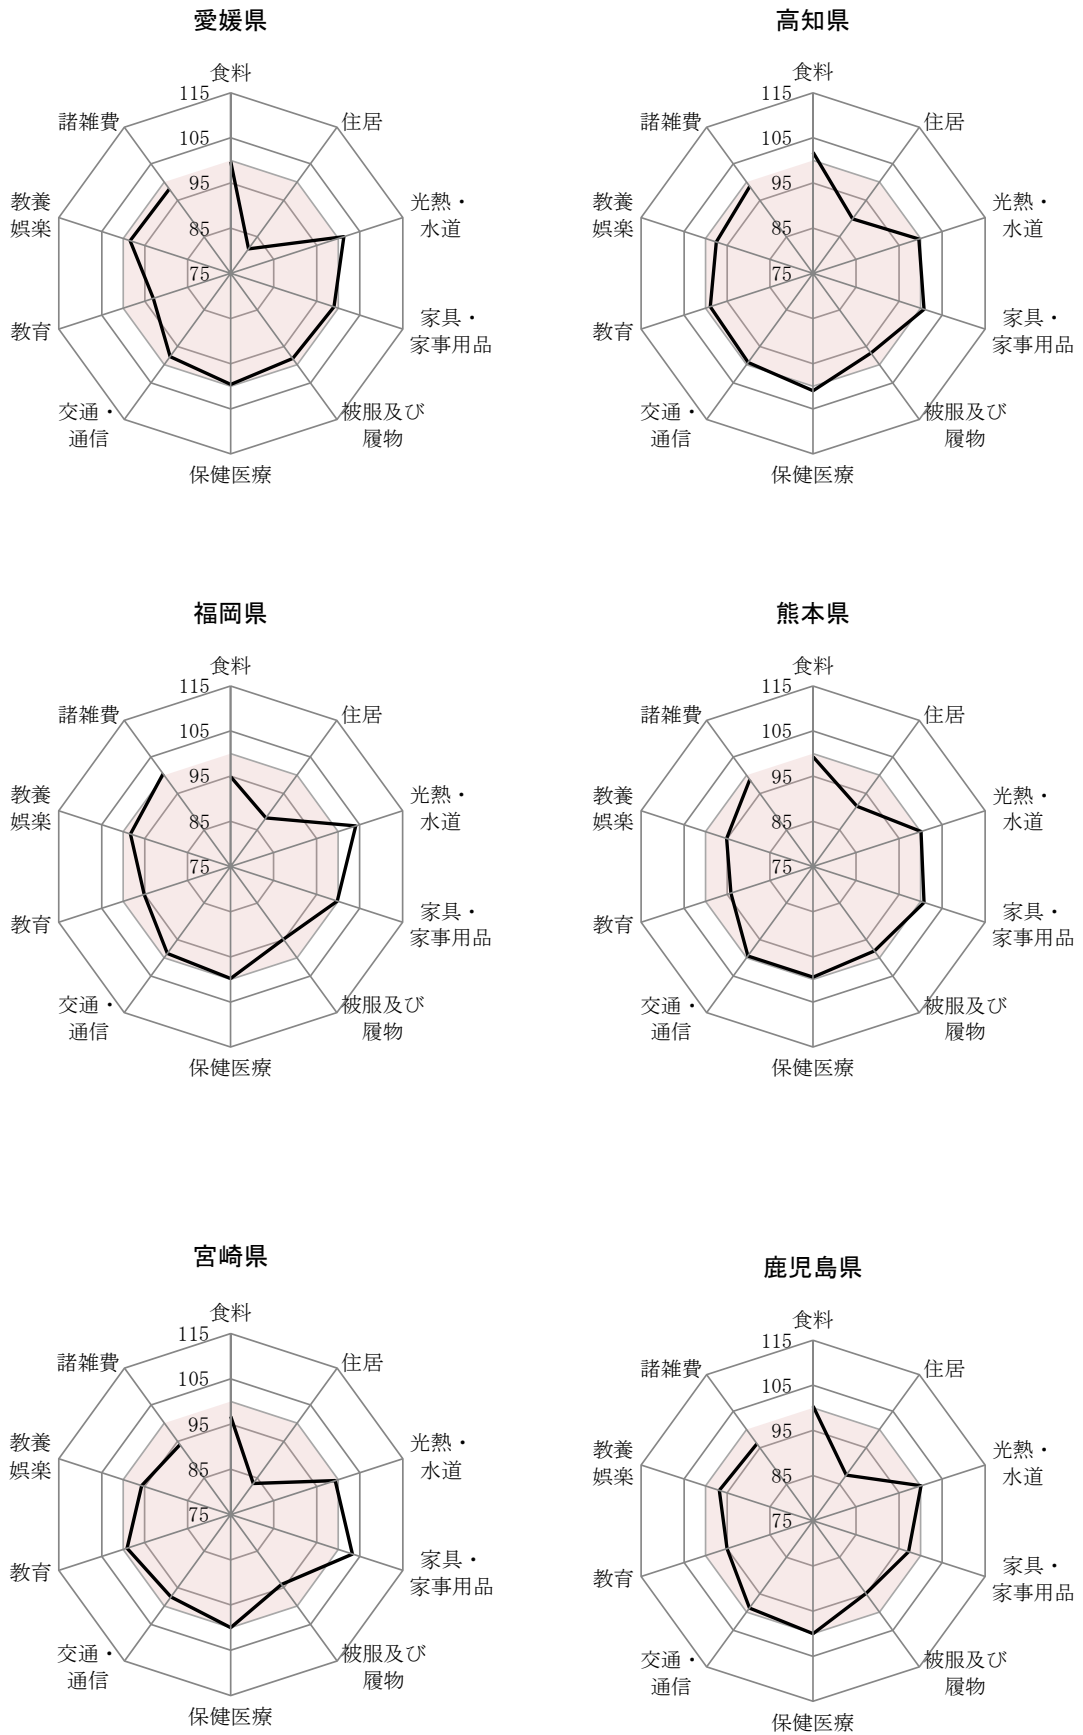 愛媛県
食料
115
105
95
85
75
住居
光熱・
水道
家具・
家事用品
被服及び
履物
保健医療
交通・
通信
教育
教養
娯楽
諸雑費
高知県
食料
115
105
95
85
75
住居
光熱・
水道
家具・
家事用品
被服及び
履物
保健医療
交通・
通信
教育
教養
娯楽
諸雑費
福岡県
食料
115
105
95
85
75
住居
光熱・
水道
家具・
家事用品
被服及び
履物
保健医療
交通・
通信
教育
教養
娯楽
諸雑費
熊本県
食料
115
105
95
85
75
住居
光熱・
水道
家具・
家事用品
被服及び
履物
保健医療
交通・
通信
教育
教養
娯楽
諸雑費
宮崎県
食料
115
105
95
85
75
住居
光熱・
水道
家具・
家事用品
被服及び
履物
保健医療
交通・
通信
教育
教養
娯楽
諸雑費
鹿児島県
食料
115
105
95
85
75
住居
光熱・
水道
家具・
家事用品
被服及び
履物
保健医療
交通・
通信
教育
教養
娯楽
諸雑費